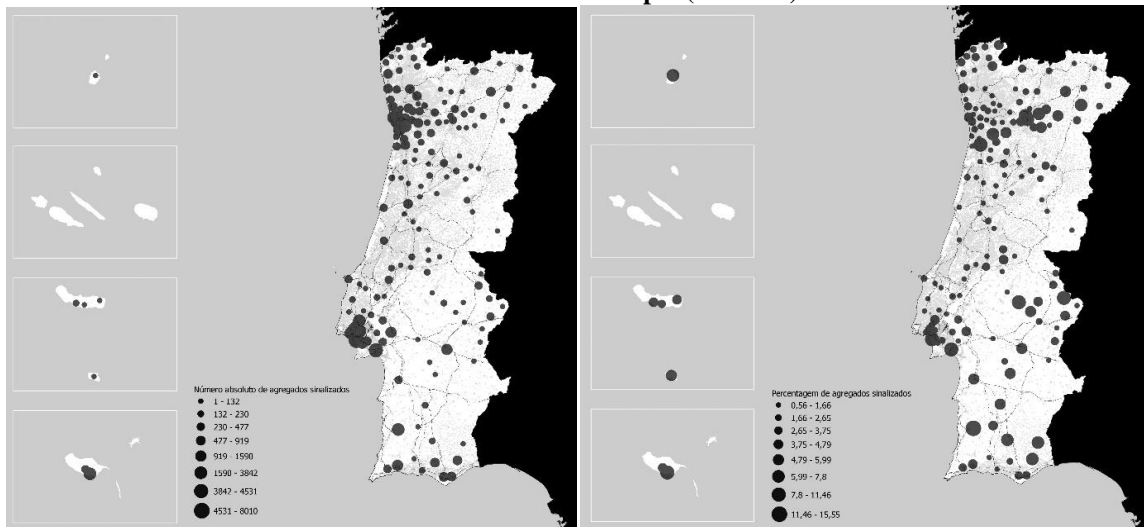 Número absoluto de agregados sinalizados
1 - 132
132 - 230
230 - 477
477 - 919
919 - 1590
1590 - 3842
3842 - 4531
4531 - 8010
Percentagem de agregados sinalizados
0,56 - 1,66
1,66 - 2,65
2,65 - 3,75
3,75 - 4,79
4,79 - 5,99
5,99 - 7,8
7,8 - 11,46
11,46 - 15,55